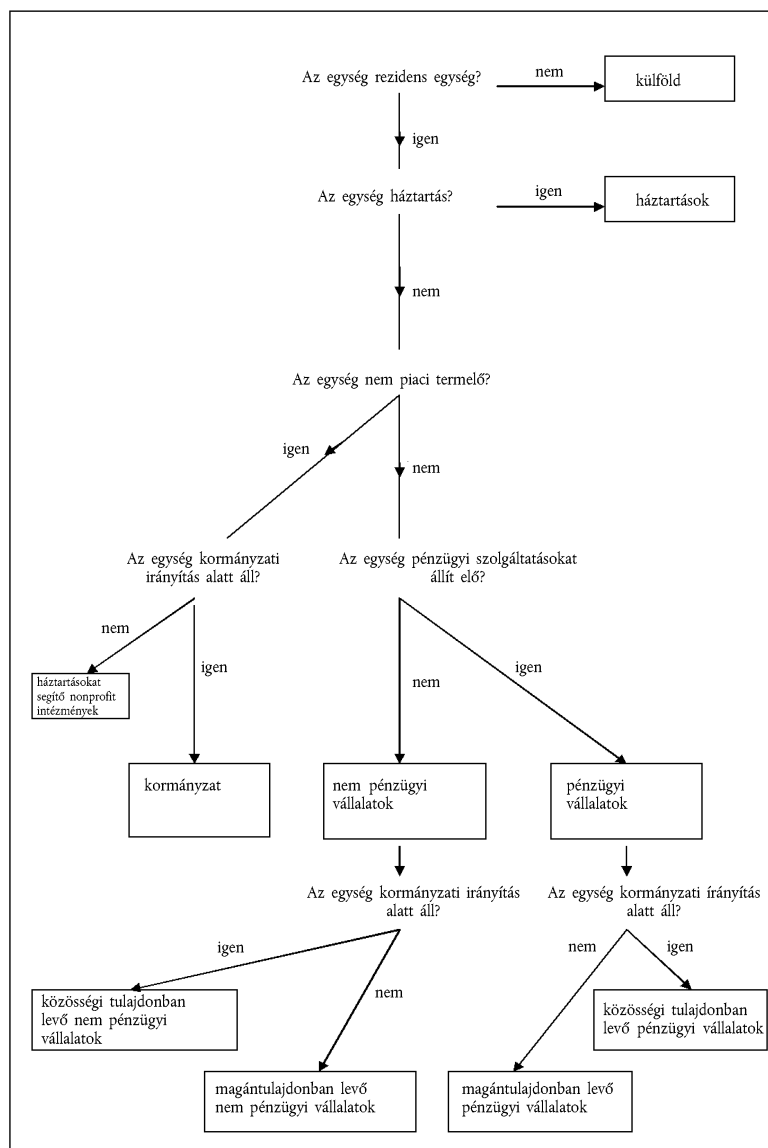 Az egység rezidens egység?
nem
külföld
igen
Az egység háztartás?
igen
háztartások
nem
Az egység nem piaci termelő?
igen
nem
Az egység kormányzati
irányítás alatt áll?
Az egység pénzügyi szolgáltatásokat
állít elő?
nem
igen
nem
igen
háztartásokat
segítő nonprofit
intézmények
kormányzat
nem pénzügyi
vállalatok
pénzügyi
vállalatok
Az egység kormányzati irányítás
alatt áll?
Az egység kormányzati írányítás
alatt áll?
igen
nem
nem
igen
közösségi tulajdonban
levő nem pénzügyi
vállalatok
közösségi tulajdonban
levő pénzügyi vállalatok
magántulajdonban levő
nem pénzügyi vállalatok
magántulajdonban levő
pénzügyi vállalatok